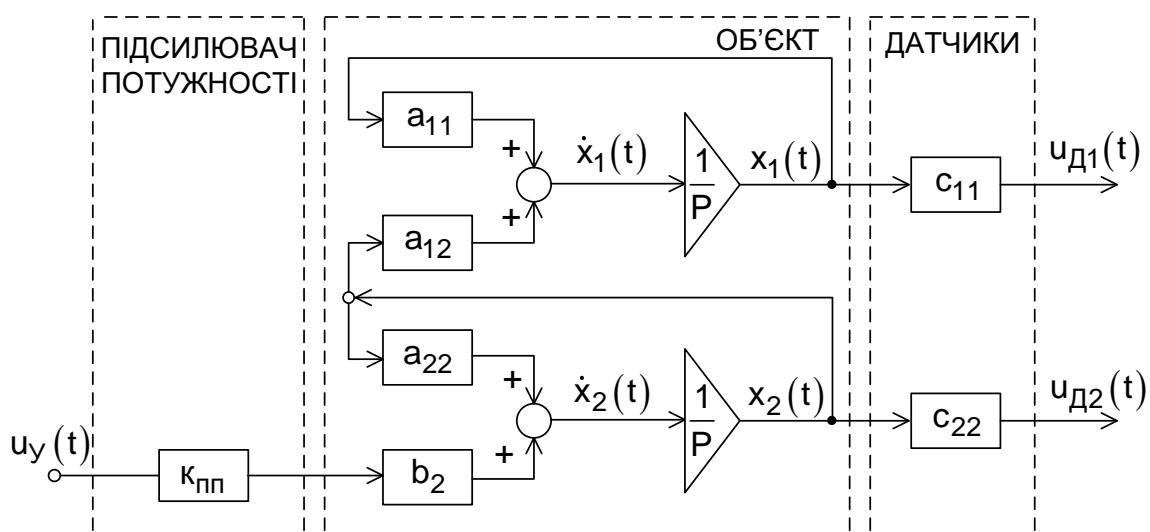 ПІДСИЛЮВАЧ
ПОТУЖНОСТІ
ОБ'ЄКТ
ДАТЧИКИ
a11
+
ẋ1(t)
1
P
x1(t)
c11
uД1(t)
+
a12
a22
+
ẋ2(t)
1
P
x2(t)
c22
uД2(t)
+
uУ(t)
кпп
b2